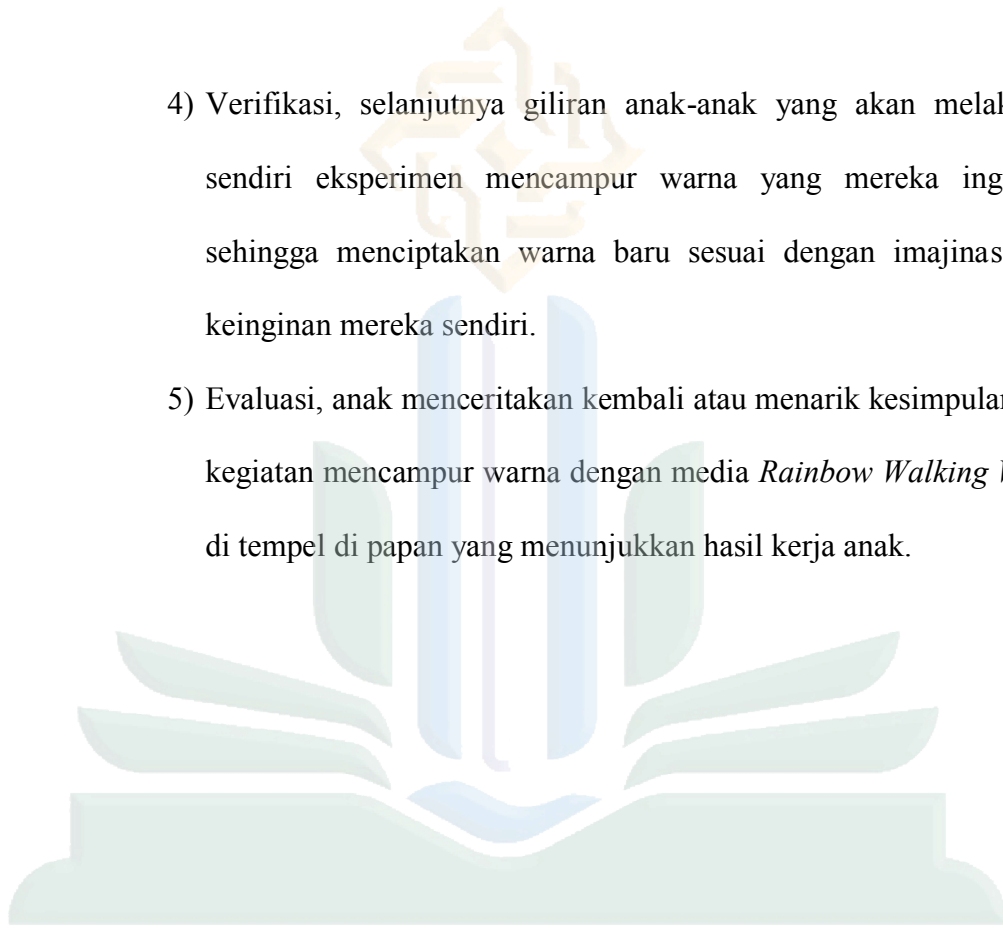 4) Verifikasi, selanjutnya giliran anak-anak yang akan
sendiri eksperimen mencampur warna yang mereka
sehingga menciptakan warna baru sesuai dengan
keinginan mereka sendiri.
5) Evaluasi, anak menceritakan kembali atau menarik
kegiatan mencampur warna dengan media Rainbow Walking
di tempel di papan yang menunjukkan hasil kerja anak.